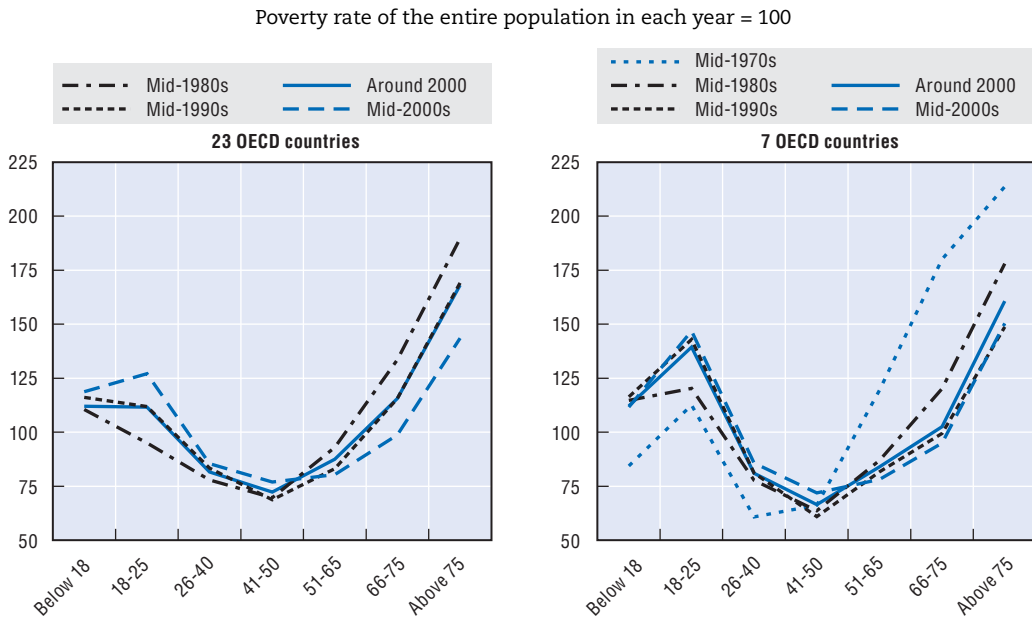 Poverty rate of the entire population in each year = 100
Mid-1980s Around 2000
Mid-1990s Mid-2000s
23 OECD countries
225
200
175
150
125
100
75
50
Below 18 18-25 26-40 41-50 51-65 66-75 Above 75
Mid-1970s
Mid-1980s Around 2000
Mid-1990s Mid-2000s
7 OECD countries
225
200
175
150
125
100
75
50
Below 18 18-25 26-40 41-50 51-65 66-75 Above 75